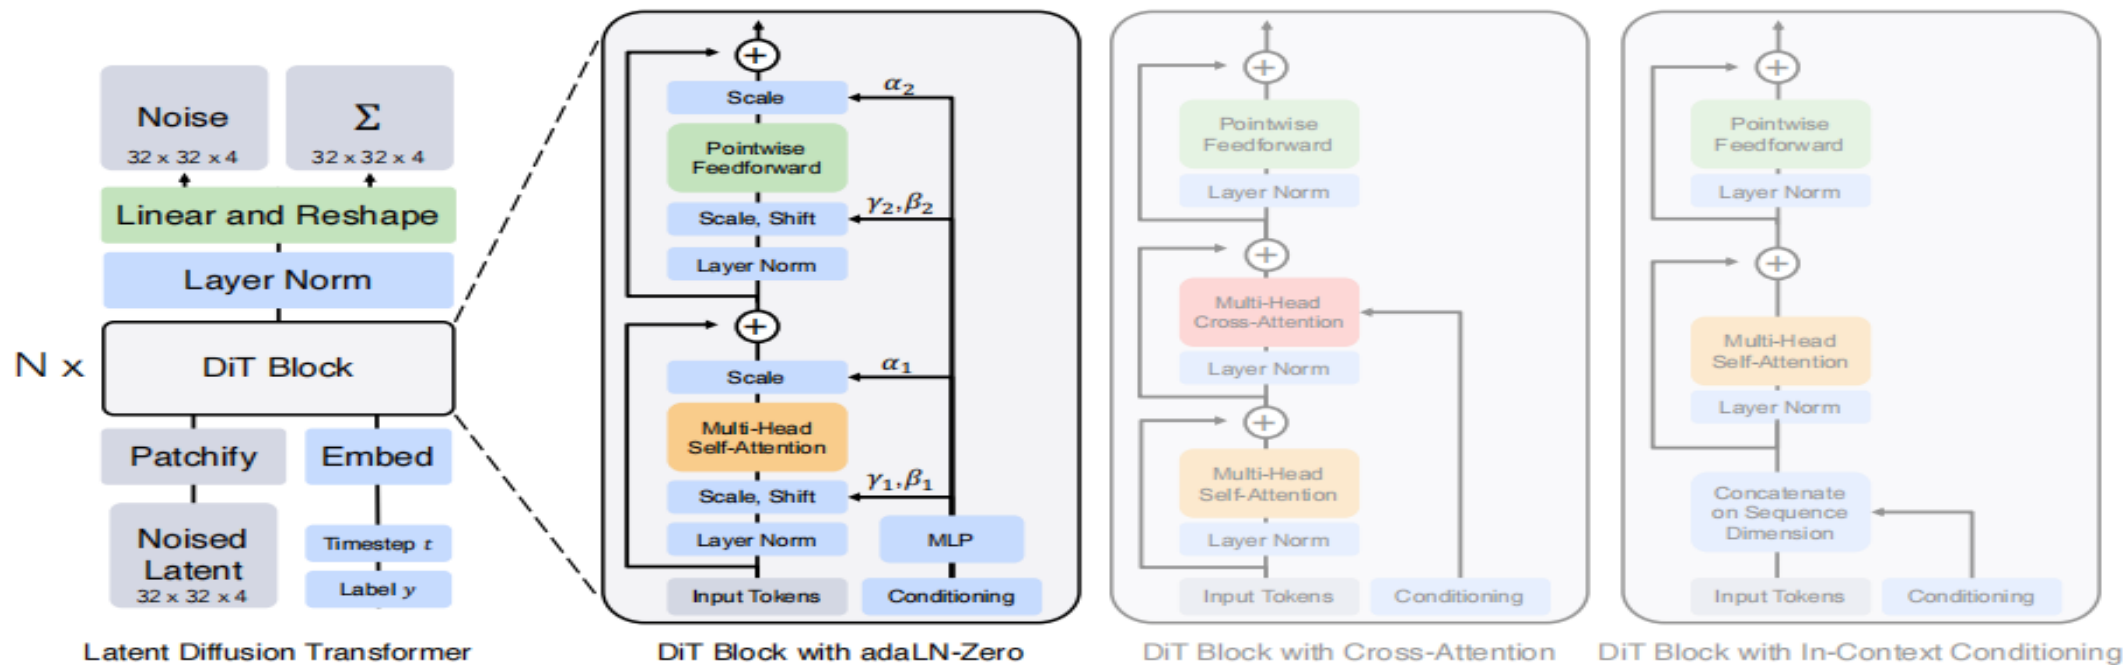 Noise
32 x 32 x 4
Σ
32 x 32 x 4
Linear and Reshape
Layer Norm
N x
DiT Block
Patchify
Embed
Noised
Latent
32 x 32 x 4
Timestep t
Label y
Latent Diffusion Transformer
+
Scale
α₂
Pointwise
Feedforward
Scale, Shift
γ₂,β₂
Layer Norm
+
Scale
α₁
Multi-Head
Self-Attention
Scale, Shift
γ₁,β₁
Layer Norm
MLP
Input Tokens
Conditioning
DiT Block with adaLN-Zero
+
Pointwise
Feedforward
Layer Norm
+
Multi-Head
Cross-Attention
Layer Norm
+
Multi-Head
Self-Attention
Layer Norm
Input Tokens
Conditioning
DiT Block with Cross-Attention
+
Pointwise
Feedforward
Layer Norm
+
Multi-Head
Self-Attention
Layer Norm
Concatenate
on Sequence
Dimension
Input Tokens
Conditioning
DiT Block with In-Context Conditioning